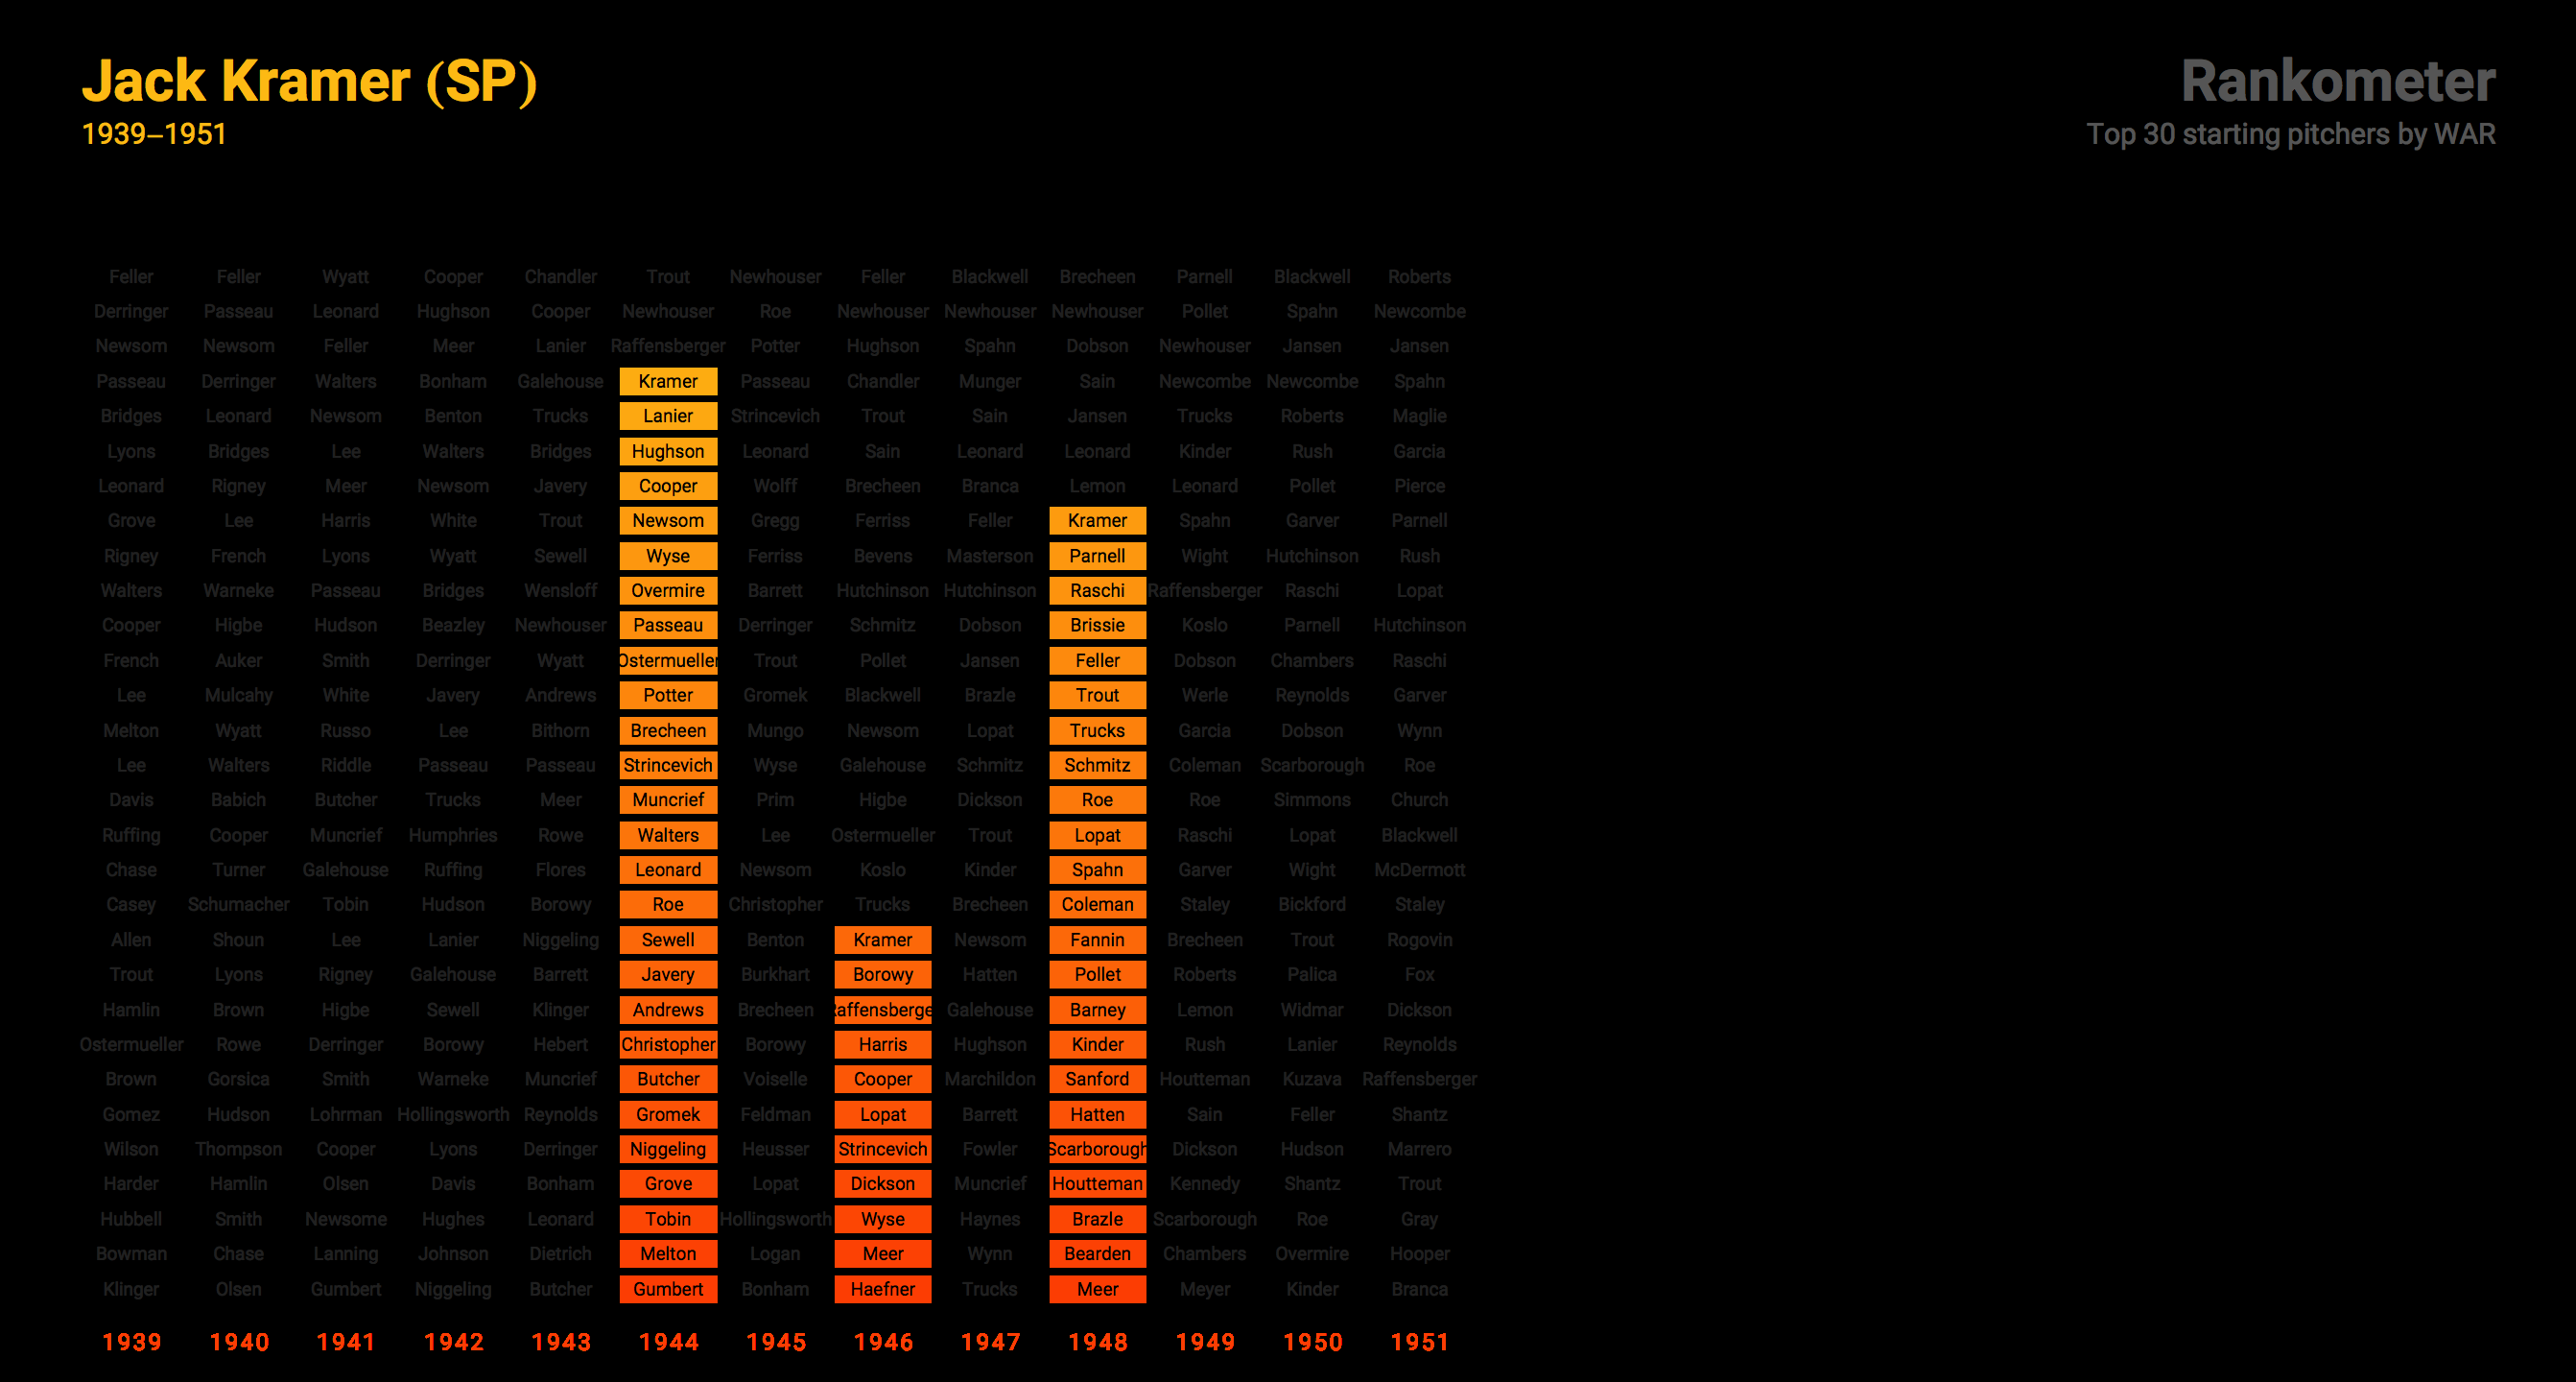 Jack Kramer (SP)
1939–1951
Rankometer
Top 30 starting pitchers by WAR
Feller Feller Wyatt Cooper Chandler Trout Newhouser Feller Blackwell Brecheen Parnell Blackwell Roberts
Derringer Passeau Leonard Hughson Cooper Newhouser Roe Newhouser Newhouser Newhouser Pollet Spahn Newcombe
Newsom Newsom Feller Meer Lanier Raffensberger Potter Hughson Spahn Dobson Newhouser Jansen Jansen
Passeau Derringer Walters Bonham Galehouse Kramer Passeau Chandler Munger Sain Newcombe Newcombe Spahn
Bridges Leonard Newsom Benton Trucks Lanier Strincevich Trout Sain Jansen Trucks Roberts Maglie
Lyons Bridges Lee Walters Bridges Hughson Leonard Sain Leonard Leonard Kinder Rush Garcia
Leonard Rigney Meer Newsom Javery Cooper Wolff Brecheen Branca Lemon Leonard Pollet Pierce
Grove Lee Harris White Trout Newsom Gregg Ferriss Feller Kramer Spahn Garver Parnell
Rigney French Lyons Wyatt Sewell Wyse Ferriss Bevens Masterson Parnell Wight Hutchinson Rush
Walters Warneke Passeau Bridges Wensloff Overmire Barrett Hutchinson Hutchinson Raschi Raffensberger Raschi Lopat
Cooper Higbe Hudson Beazley Newhouser Passeau Derringer Schmitz Dobson Brissie Koslo Parnell Hutchinson
French Auker Smith Derringer Wyatt Ostermueller Trout Pollet Jansen Feller Dobson Chambers Raschi
Lee Mulcahy White Javery Andrews Potter Gromek Blackwell Brazle Trout Werle Reynolds Garver
Melton Wyatt Russo Lee Bithorn Brecheen Mungo Newsom Lopat Trucks Garcia Dobson Wynn
Lee Walters Riddle Passeau Passeau Strincevich Wyse Galehouse Schmitz Schmitz Coleman Scarborough Roe
Davis Babich Butcher Trucks Meer Muncrief Prim Higbe Dickson Roe Roe Simmons Church
Ruffing Cooper Muncrief Humphries Rowe Walters Lee Ostermueller Trout Lopat Raschi Lopat Blackwell
Chase Turner Galehouse Ruffing Flores Leonard Newsom Koslo Kinder Spahn Garver Wight McDermott
Casey Schumacher Tobin Hudson Borowy Roe Christopher Trucks Brecheen Coleman Staley Bickford Staley
Allen Shoun Lee Lanier Niggeling Sewell Benton Kramer Newsom Fannin Brecheen Trout Rogovin
Trout Lyons Rigney Galehouse Barrett Javery Burkhart Borowy Hatten Pollet Roberts Palica Fox
Hamlin Brown Higbe Sewell Klinger Andrews Brecheen Raffensberger Galehouse Barney Lemon Widmar Dickson
Ostermueller Rowe Derringer Borowy Hebert Christopher Borowy Harris Hughson Kinder Rush Lanier Reynolds
Brown Gorsica Smith Warneke Muncrief Butcher Voiselle Cooper Marchildon Sanford Houtteman Kuzava Raffensberger
Gomez Hudson Lohrman Hollingsworth Reynolds Gromek Feldman Lopat Barrett Hatten Sain Feller Shantz
Wilson Thompson Cooper Lyons Derringer Niggeling Heusser Strincevich Fowler Scarborough Dickson Hudson Marrero
Harder Hamlin Olsen Davis Bonham Grove Lopat Dickson Muncrief Houtteman Kennedy Shantz Trout
Hubbell Smith Newsome Hughes Leonard Tobin Hollingsworth Wyse Haynes Brazle Scarborough Roe Gray
Bowman Chase Lanning Johnson Dietrich Melton Logan Meer Wynn Bearden Chambers Overmire Hooper
Klinger Olsen Gumbert Niggeling Butcher Gumbert Bonham Haefner Trucks Meer Meyer Kinder Branca
1939 1940 1941 1942 1943 1944 1945 1946 1947 1948 1949 1950 1951